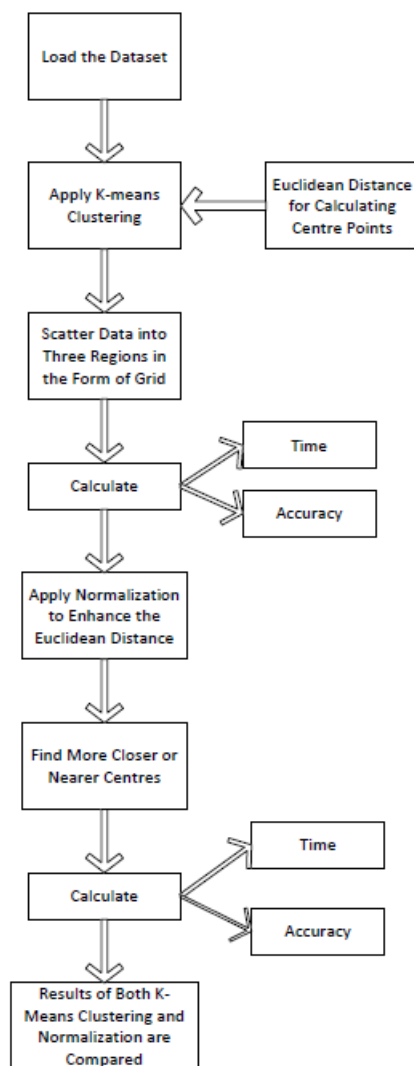 Load the Dataset
Apply K-means
Clustering
Euclidean Distance
for Calculating
Centre Points
Scatter Data into
Three Regions in
the Form of Grid
Calculate
Time
Accuracy
Apply Normalization
to Enhance the
Euclidean Distance
Find More Closer or
Nearer Centres
Calculate
Time
Accuracy
Results of Both K-
Means Clustering and
Normalization are
Compared